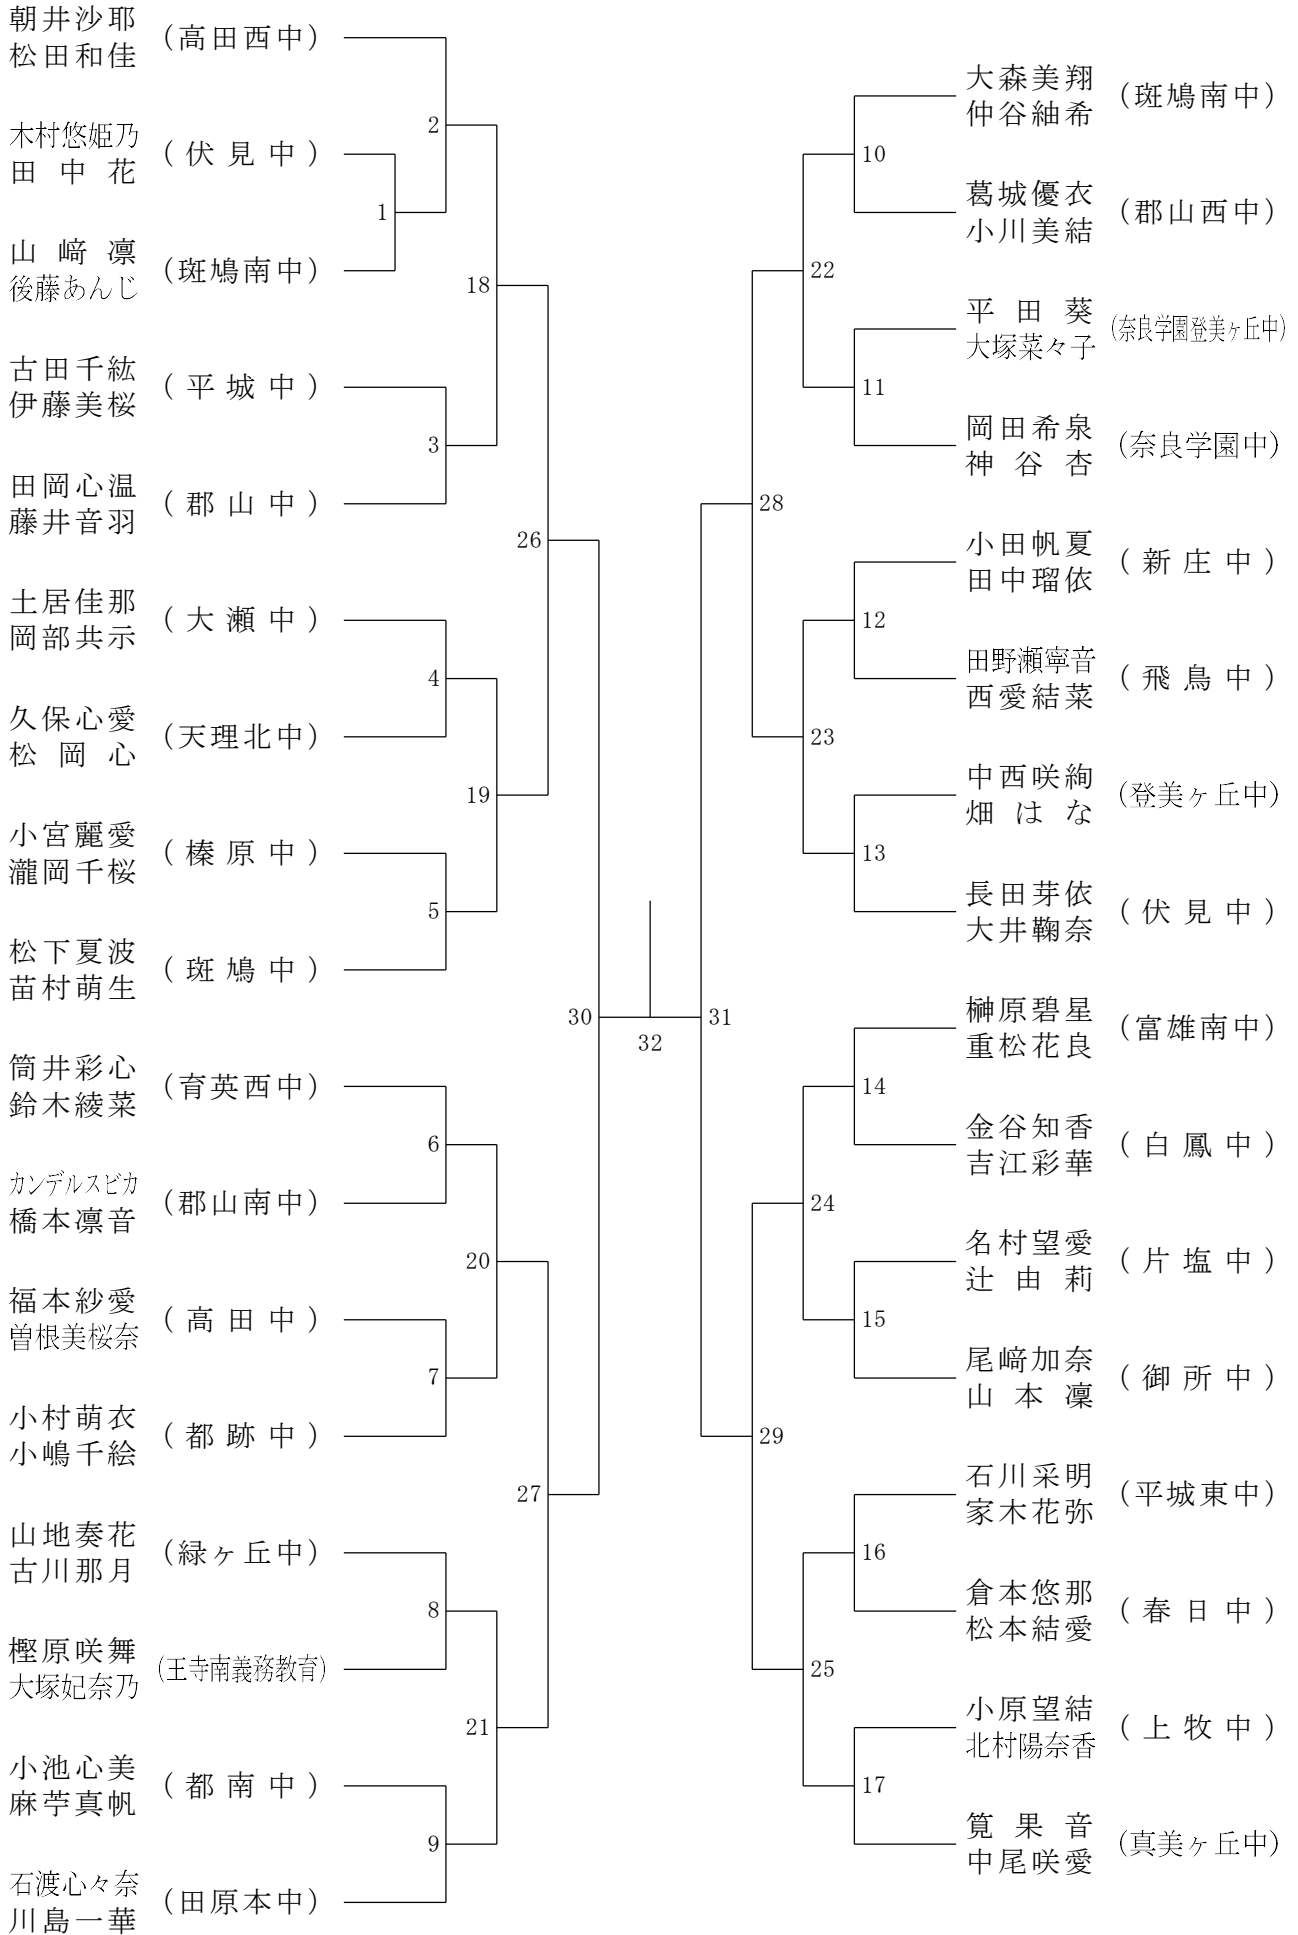 朝井沙耶
松田和佳
(高田西中)
木村悠姫乃
田中花
(伏見中)
山﨑凛
後藤あんじ
(斑鳩南中)
古田千紘
伊藤美桜
(平城中)
田岡心温
藤井音羽
(郡山中)
土居佳那
岡部共示
(大瀬中)
久保心愛
松岡心
(天理北中)
小宮麗愛
瀧岡千桜
(榛原中)
松下夏波
苗村萌生
(斑鳩中)
筒井彩心
鈴木綾菜
(育英西中)
カンデルスビカ
橋本凛音
(郡山南中)
福本紗愛
曽根美桜奈
(高田中)
小村萌衣
小嶋千絵
(都跡中)
山地奏花
古川那月
(緑ヶ丘中)
樫原咲舞
大塚妃奈乃
(王寺南義務教育)
小池心美
麻苧真帆
(都南中)
石渡心々奈
川島一華
(田原本中)
1
2
3
4
5
6
7
8
9
18
19
20
21
26
27
30
32
31
28
29
22
23
24
25
10
11
12
13
14
15
16
17
大森美翔
仲谷紬希
(斑鳩南中)
葛城優衣
小川美結
(郡山西中)
平田葵
大塚菜々子
(奈良学園登美ヶ丘中)
岡田希泉
神谷杏
(奈良学園中)
小田帆夏
田中瑠依
(新庄中)
田野瀬寧音
西愛結菜
(飛鳥中)
中西咲絢
畑はな
(登美ヶ丘中)
長田芽依
大井鞠奈
(伏見中)
榊原碧星
重松花良
(富雄南中)
金谷知香
吉江彩華
(白鳳中)
名村望愛
辻由莉
(片塩中)
尾﨑加奈
山本凜
(御所中)
石川采明
家木花弥
(平城東中)
倉本悠那
松本結愛
(春日中)
小原望結
北村陽奈香
(上牧中)
筧果音
中尾咲愛
(真美ヶ丘中)